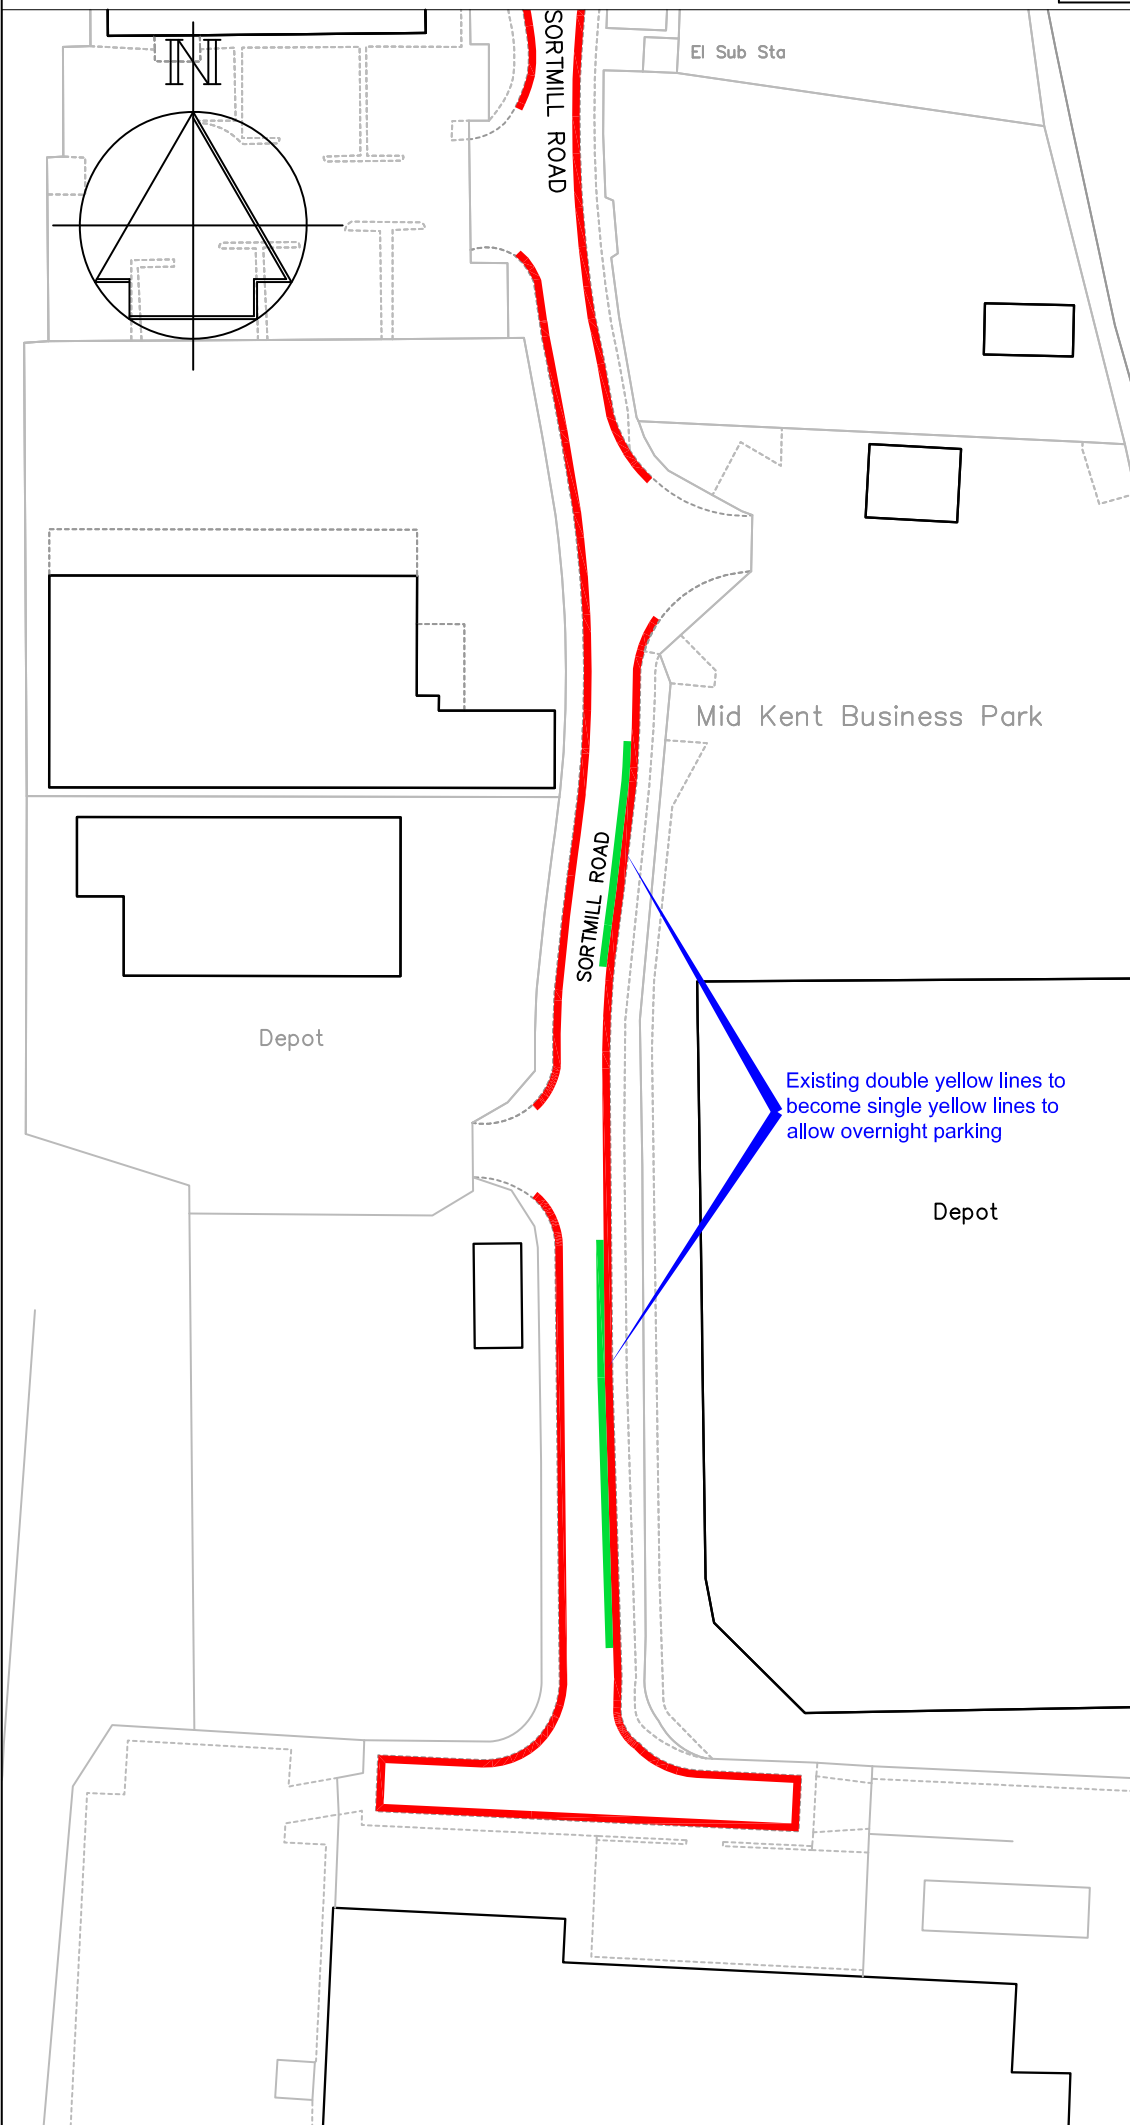 SORTMILL ROAD
El Sub Sta
N
Mid Kent Business Park
SORTMILL ROAD
Depot
Existing double yellow lines to
become single yellow lines to
allow overnight parking
Depot